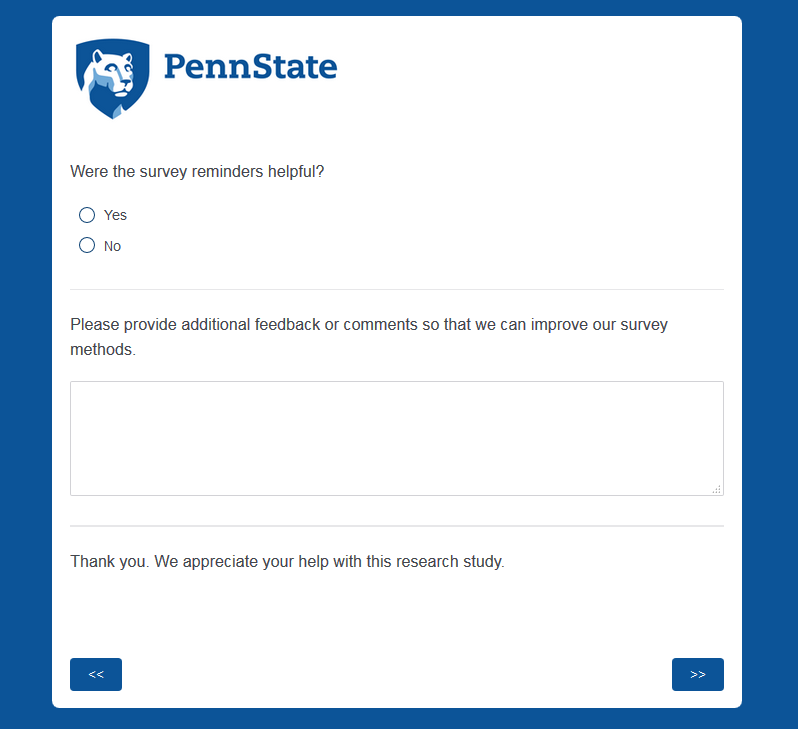 PennState
Were the survey reminders helpful?
Yes
No
Please provide additional feedback or comments so that we can improve our survey
methods.
Thank you. We appreciate your help with this research study.
<<
>>